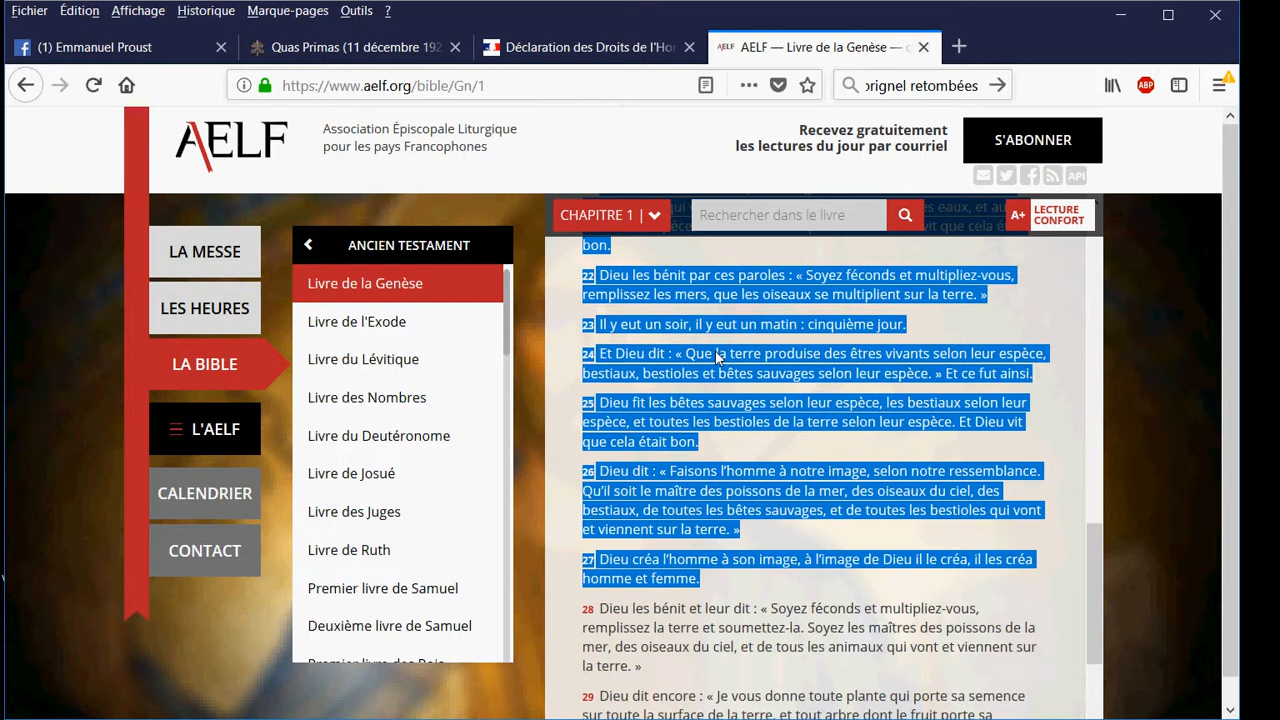 Fichier Édition Affichage Historique Marque-pages Outils ?
(1) Emmanuel Proust
Quas Primas (11 décembre 192
Déclaration des Droits de l'Ho
AELF — Livre de la Genèse —
https://www.aelf.org/bible/Gn/1
orignel retombées
ABP
AELF
Association Épiscopale Liturgique
pour les pays Francophones
Recevez gratuitement
les lectures du jour par courriel
S'ABONNER
API
LA MESSE
LES HEURES
LA BIBLE
L'AELF
CALENDRIER
CONTACT
ANCIEN TESTAMENT
Livre de la Genèse
Livre de l'Exode
Livre du Lévitique
Livre des Nombres
Livre du Deutéronome
Livre de Josué
Livre des Juges
Livre de Ruth
Premier livre de Samuel
Deuxième livre de Samuel
Premier livre des Rois
CHAPITRE 1 |
Rechercher dans le livre
A+ LECTURE
CONFORT
bon.
22 Dieu les bénit par ces paroles : « Soyez féconds et multipliez-vous,
remplissez les mers, que les oiseaux se multiplient sur la terre. »
23 Il y eut un soir, il y eut un matin : cinquième jour.
24 Et Dieu dit : « Que la terre produise des êtres vivants selon leur espèce,
bestiaux, bestioles et bêtes sauvages selon leur espèce. » Et ce fut ainsi.
25 Dieu fit les bêtes sauvages selon leur espèce, les bestiaux selon leur
espèce, et toutes les bestioles de la terre selon leur espèce. Et Dieu vit
que cela était bon.
26 Dieu dit : « Faisons l’homme à notre image, selon notre ressemblance.
Qu’il soit le maître des poissons de la mer, des oiseaux du ciel, des
bestiaux, de toutes les bêtes sauvages, et de toutes les bestioles qui vont
et viennent sur la terre. »
27 Dieu créa l’homme à son image, à l’image de Dieu il le créa, il les créa
homme et femme.
28 Dieu les bénit et leur dit : « Soyez féconds et multipliez-vous,
remplissez la terre et soumettez-la. Soyez les maîtres des poissons de la
mer, des oiseaux du ciel, et de tous les animaux qui vont et viennent sur
la terre. »
29 Dieu dit encore : « Je vous donne toute plante qui porte sa semence
sur toute la surface de la terre, et tout arbre dont le fruit porte sa